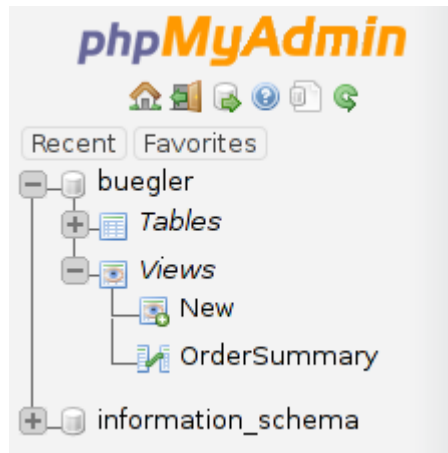 phpMyAdmin
Recent Favorites
buegler
Tables
Views
New
OrderSummary
information_schema